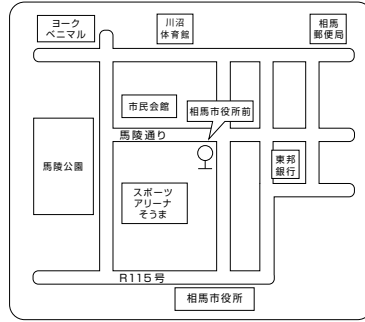 ヨーク
ベニマル
川沼
体育館
相馬
郵便局
市民会館
相馬市役所前
馬陵通り
馬陵公園
東邦
銀行
スポーツ
アリーナ
そうま
R115号
相馬市役所